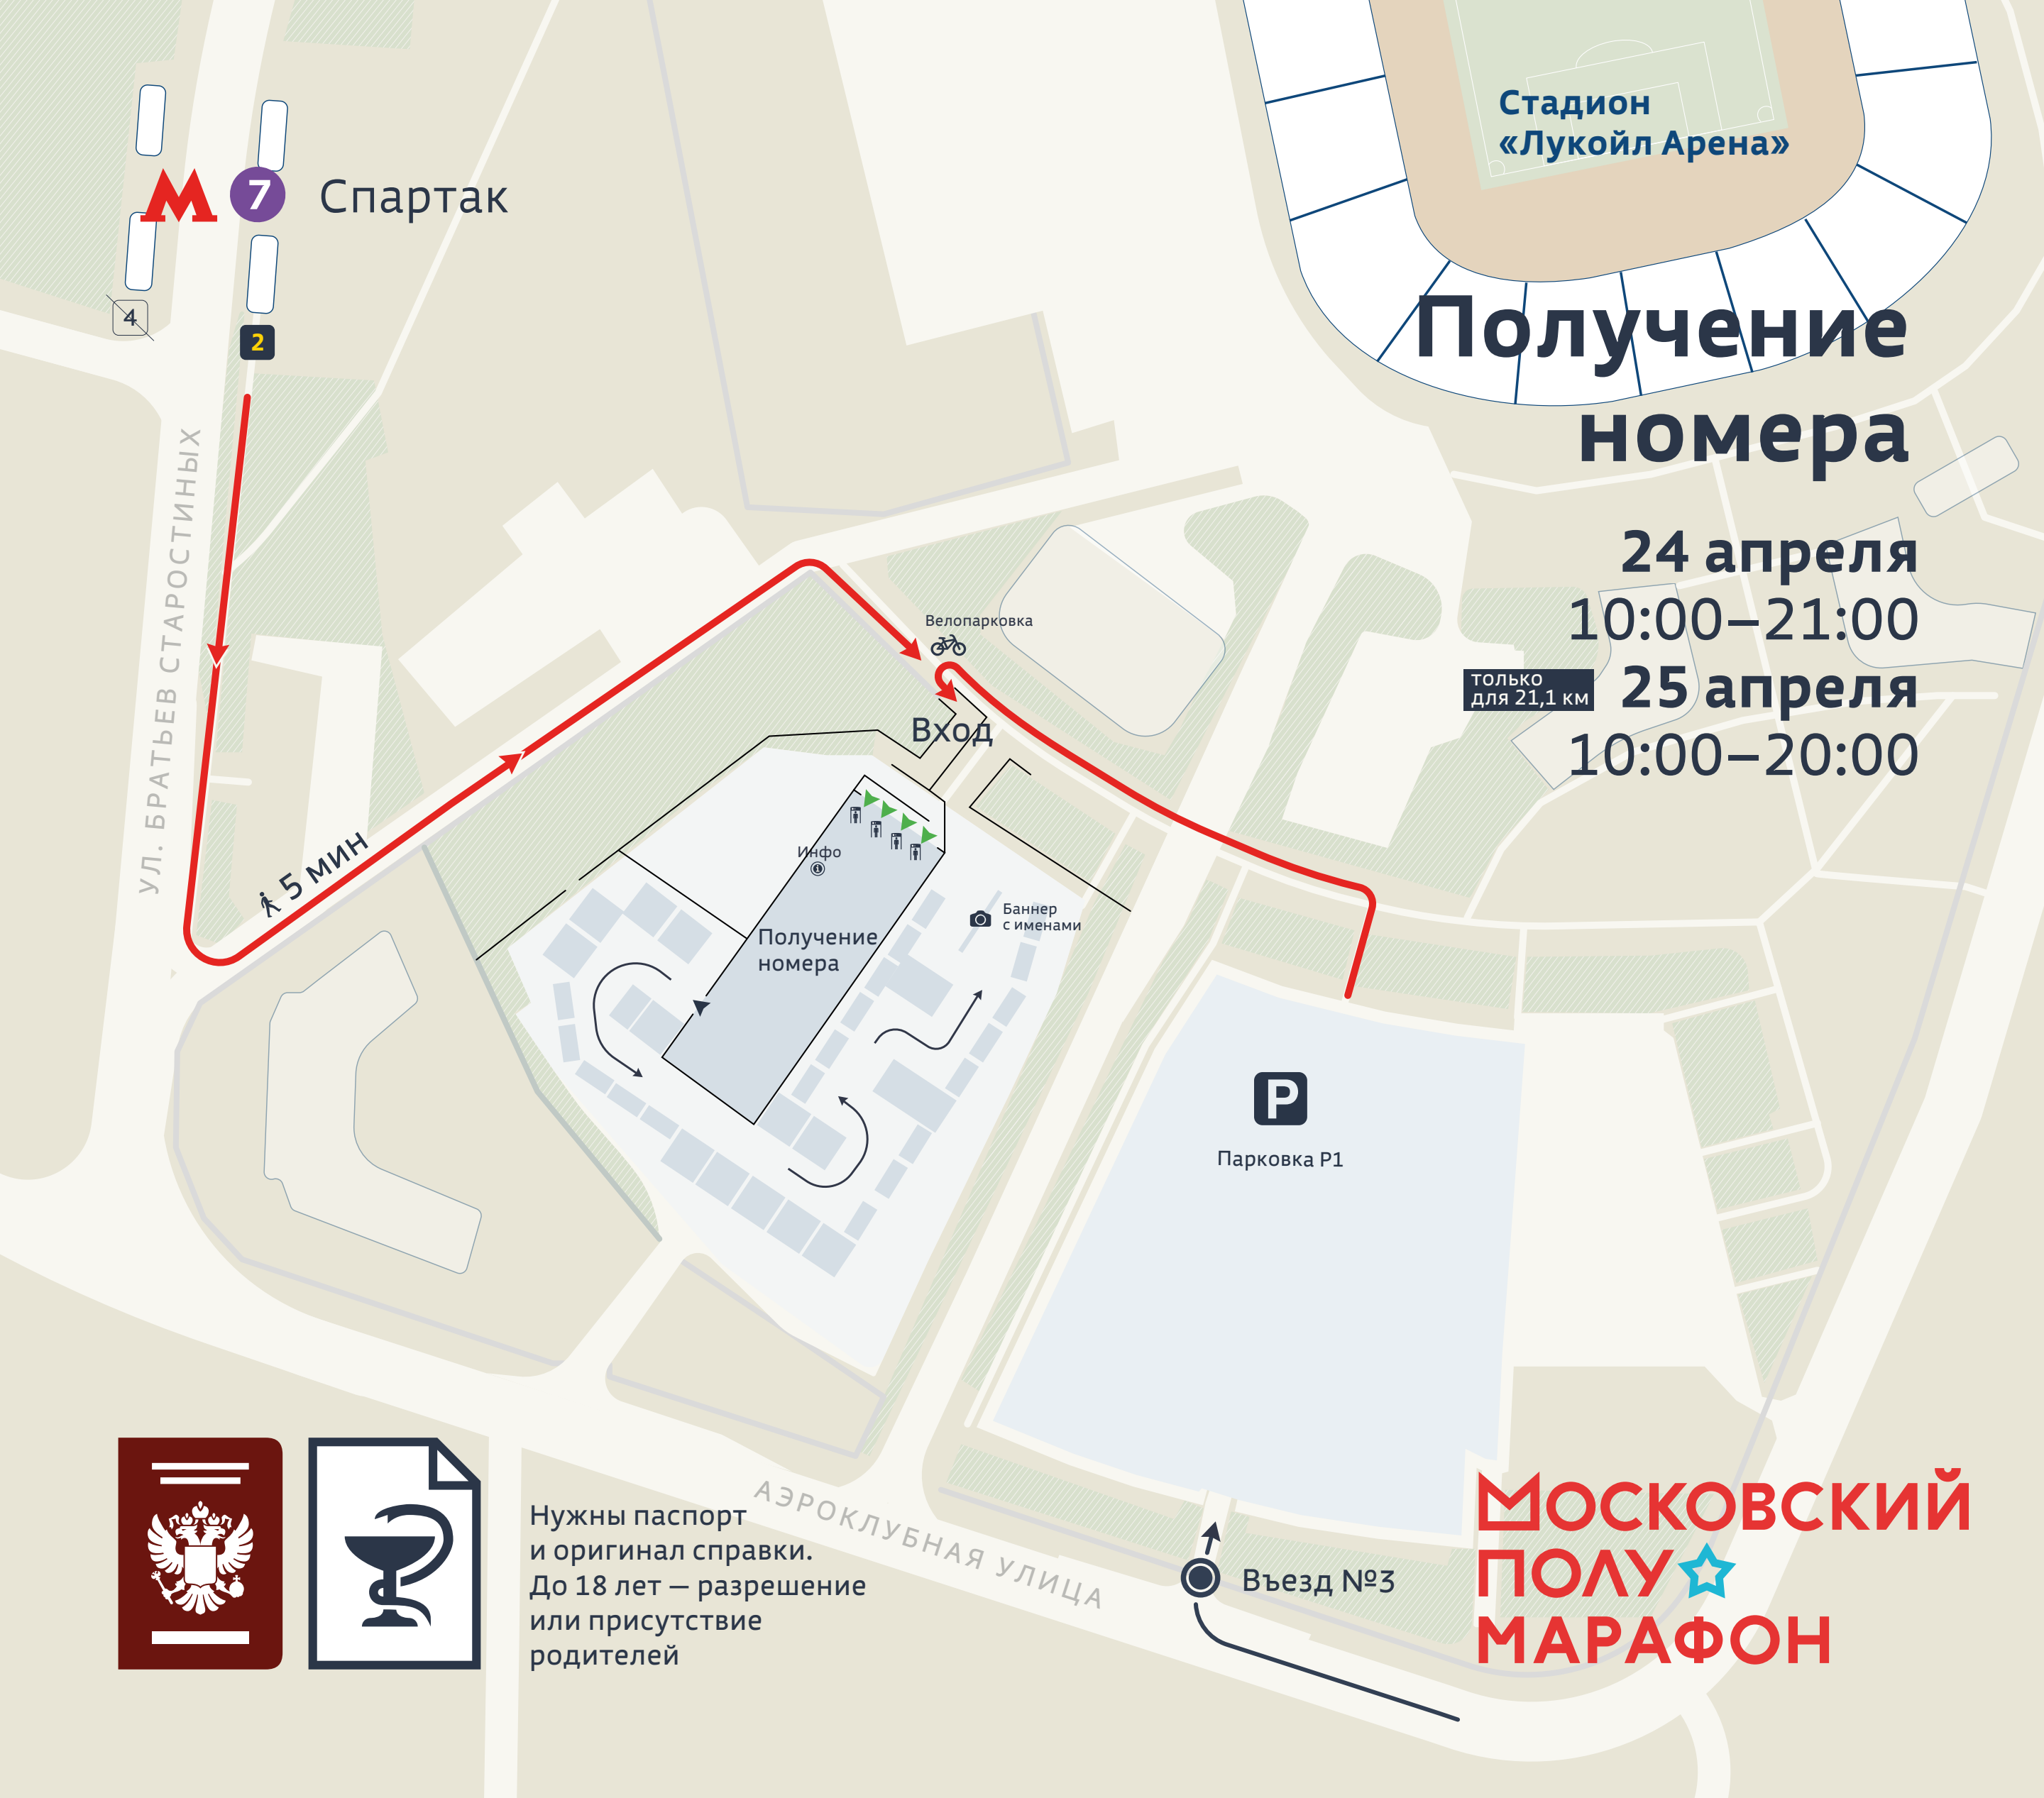 Стадион
«Лукойл Арена»
7 Спартак
4
2
Получение
номера
24 апреля
10:00–21:00
только
для 21,1 км
25 апреля
10:00–20:00
УЛ. БРАТЬЕВ СТАРОСТИНЫХ
5 мин
Велопарковка
Вход
Инфо
Баннер
с именами
Получение
номера
P
Парковка P1
АЭРОКЛУБНАЯ УЛИЦА
Въезд №3
Нужны паспорт
и оригинал справки.
До 18 лет — разрешение
или присутствие
родителей
МОСКОВСКИЙ
ПОЛУ
МАРАФОН